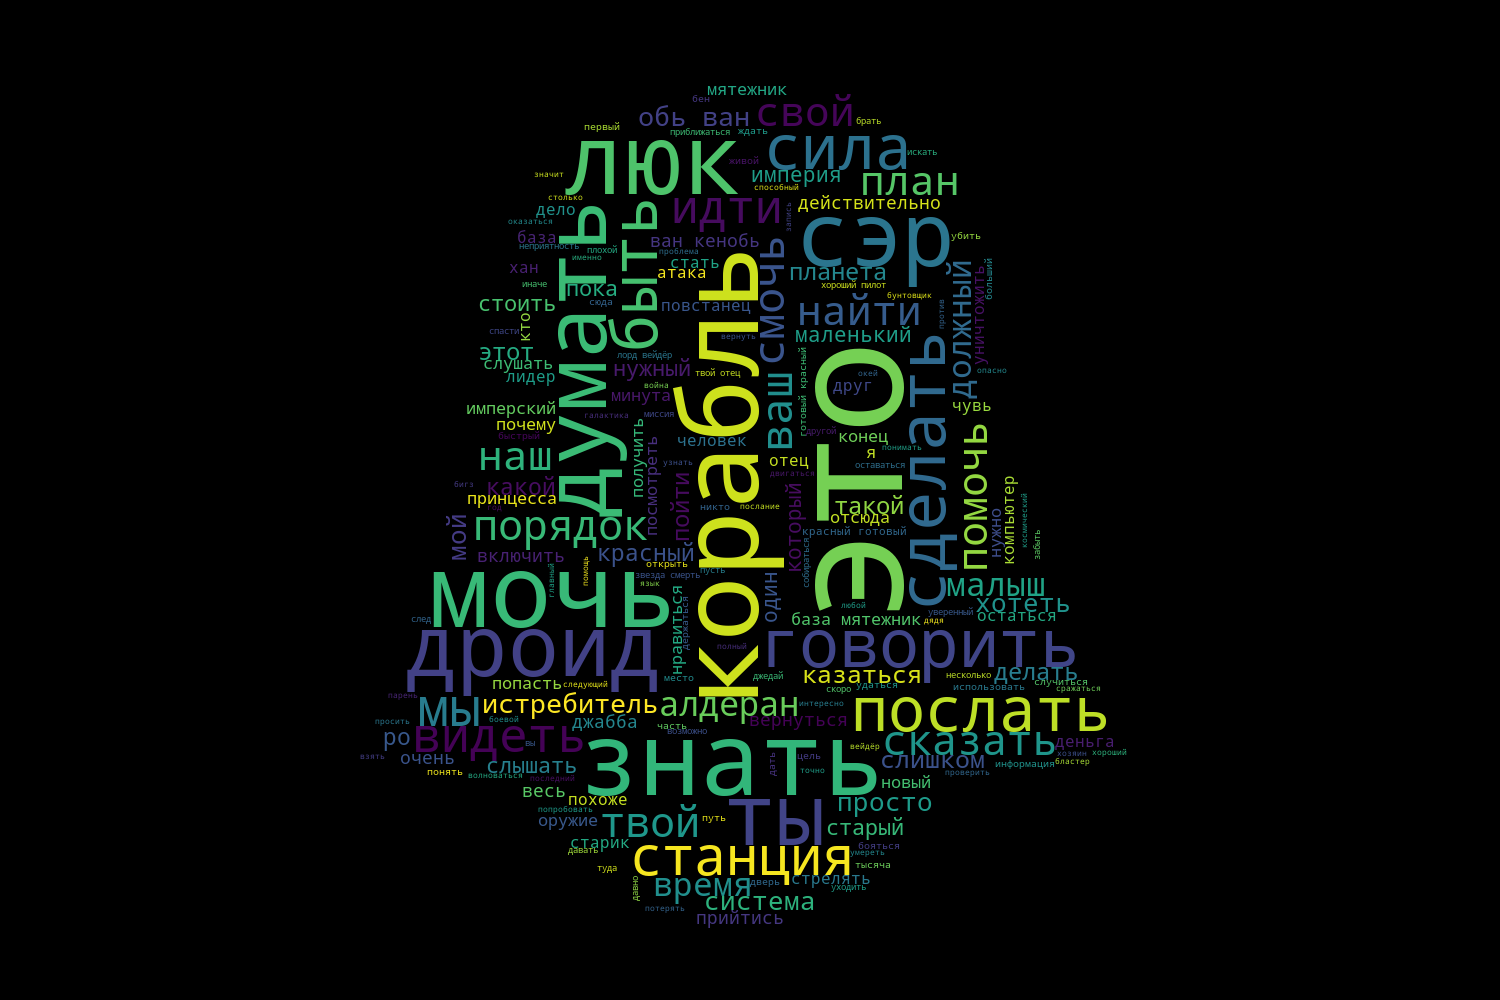 мятежник
бен
обь ван
свой
брать
первый
приближаться
ждать
люк
сила
искать
живой
значит
империя
план
способный
столько
действительно
дело
идти
запись
сэр
оказаться
быть
думать
убить
база
ван кенобь
неприятность
плохой
проблема
именно
стать
смочь
корабль
хан
атака
планета
должный
больший
уничтожить
иначе
пока
хороший пилот
стоить
сюда
повстанец
найти
бунтовщик
против
кто
спасти
вернуть
маленький
этот
слушать
лорд вейдёр
нужный
твой отец
ваш
готовый красный
это
окей
друг
опасно
сделать
лидер
война
минута
имперский
галактика
миссия
чувь
почему
быстрый
получить
человек
другой
конец
помочь
наш
посмотреть
узнать
отец
я
понимать
оставаться
бигз
какой
пойти
двигаться
который
принцесса
год
никто
послание
такой
отсюда
компьютер
космический
мой
порядок
красный готовый
нужно
забыть
включить
красный
открыть
собираться
главный
помощь
звезда смерть
пусть
язык
один
мочь
малыш
нравиться
держаться
любой
хотеть
уверенный
остаться
след
база мятежник
дядя
дроид
полный
говорить
место
джедай
казаться
несколько
делать
попасть
следующий
скоро
удаться
использовать
случиться
сражаться
парень
мы
истребитель
алдеран
интересно
послать
просить
боевой
джабба
часть
вернуться
ро
видеть
вы
возможно
вейдёр
сказать
деньга
взять
очень
знать
дать
цель
слишком
хозяин
хороший
информация
бластер
понять
волноваться
слышать
последний
точно
проверить
новый
весь
похоже
попробовать
ты
просто
оружие
твой
путь
старый
старик
давать
станция
бояться
умереть
туда
тысяча
давно
время
дверь
стрелять
уходить
система
потерять
прийтись